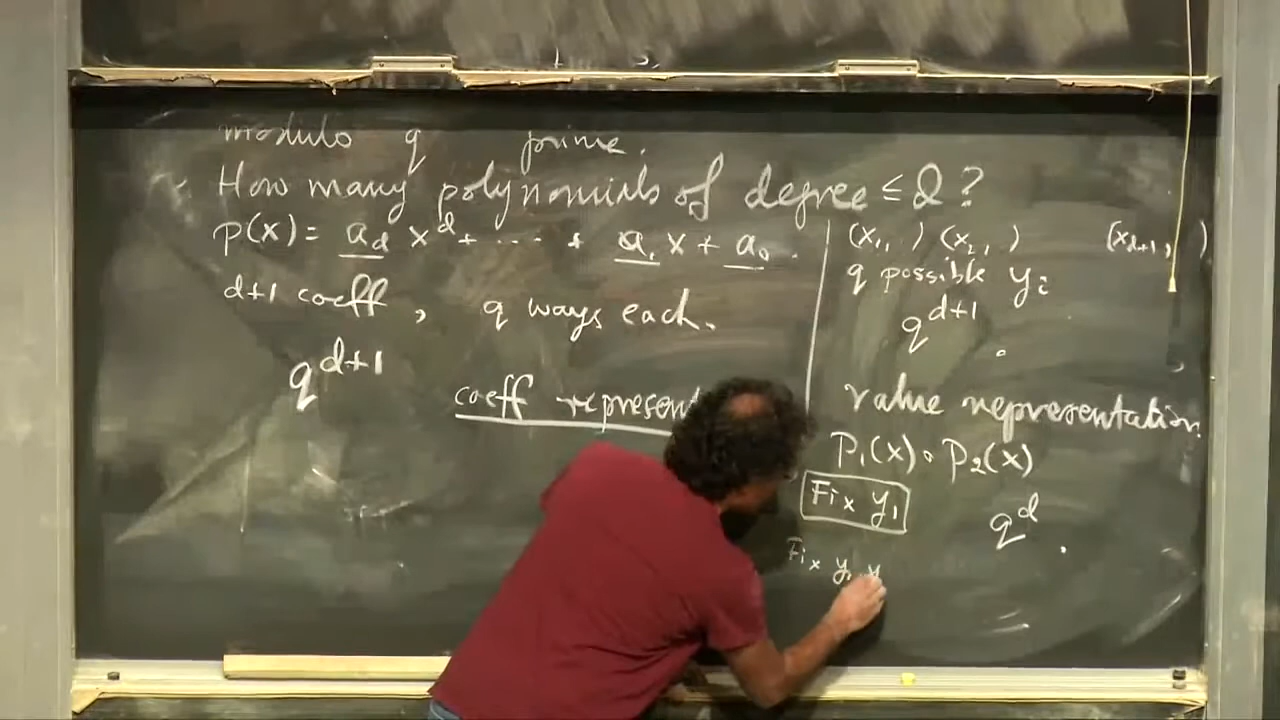 modulo q prime.
How many polynomials of degree ≤ d?
p(x) = a_d x^d + ... + a_1 x + a_0.
d+1 coeff, q ways each.
q^{d+1}
coeff represent
(x_1, ) (x_2, ) (x_{d+1}, )
q possible y_i
q^{d+1}.
value representation.
P_1(x) · P_2(x)
Fix y_1
q^d.
Fix y_1 y